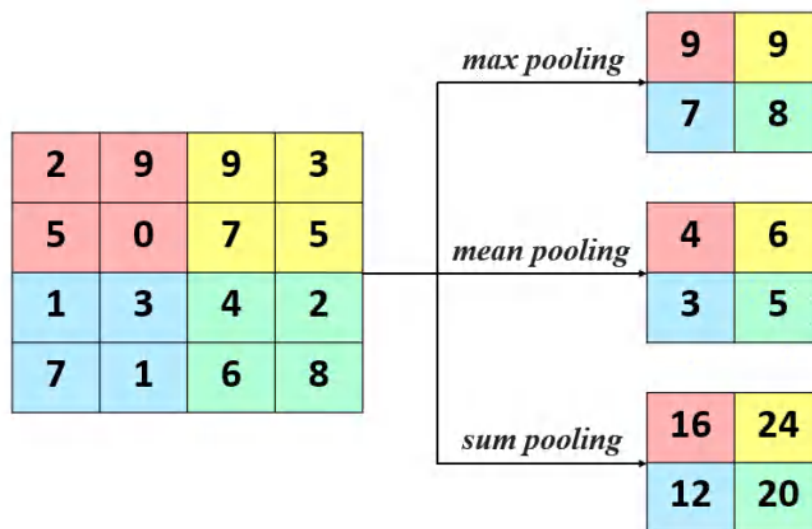 max pooling
9 9
7 8
2 9 9 3
5 0 7 5
1 3 4 2
7 1 6 8
mean pooling
4 6
3 5
sum pooling
16 24
12 20